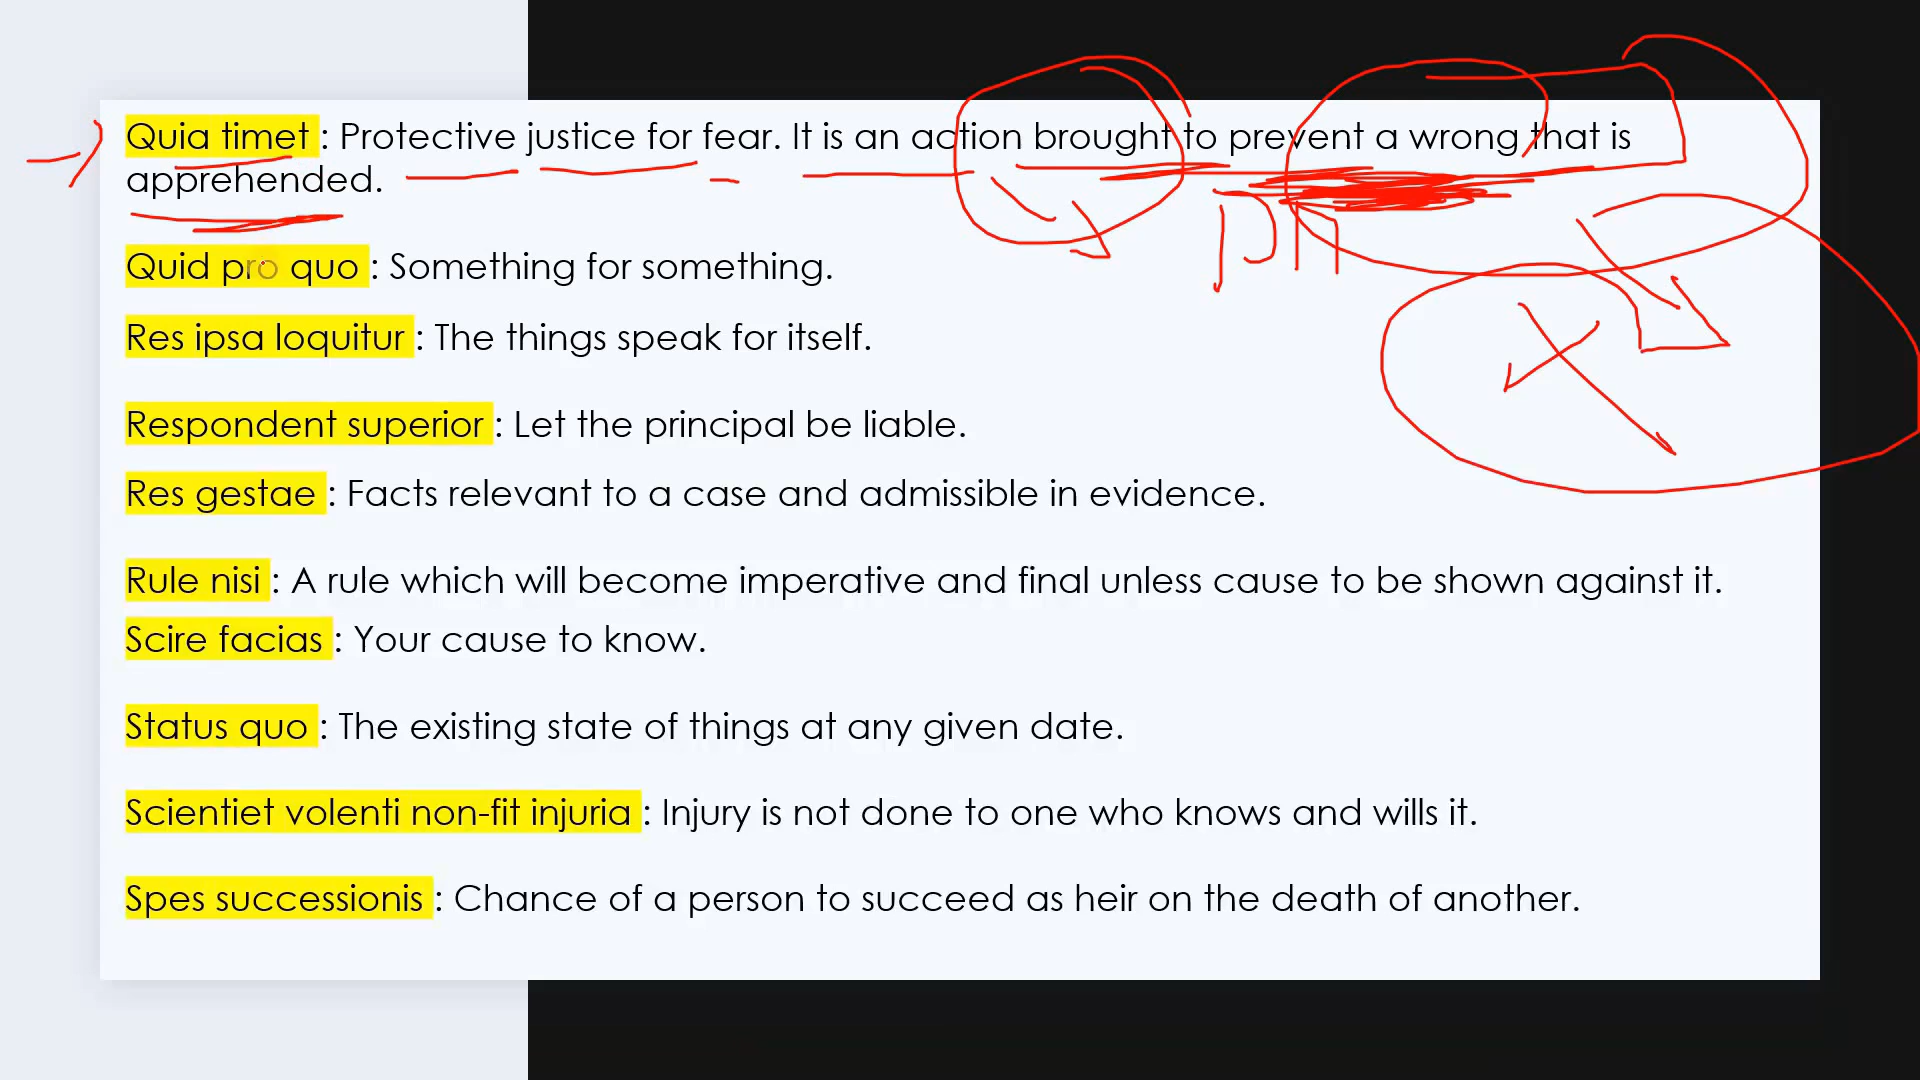 Quia timet : Protective justice for fear. It is an action brought to prevent a wrong that is
apprehended.
Quid pro quo : Something for something.
Res ipsa loquitur : The things speak for itself.
Respondent superior : Let the principal be liable.
Res gestae : Facts relevant to a case and admissible in evidence.
Rule nisi : A rule which will become imperative and final unless cause to be shown against it.
Scire facias : Your cause to know.
Status quo : The existing state of things at any given date.
Scientiet volenti non-fit injuria : Injury is not done to one who knows and wills it.
Spes successionis : Chance of a person to succeed as heir on the death of another.